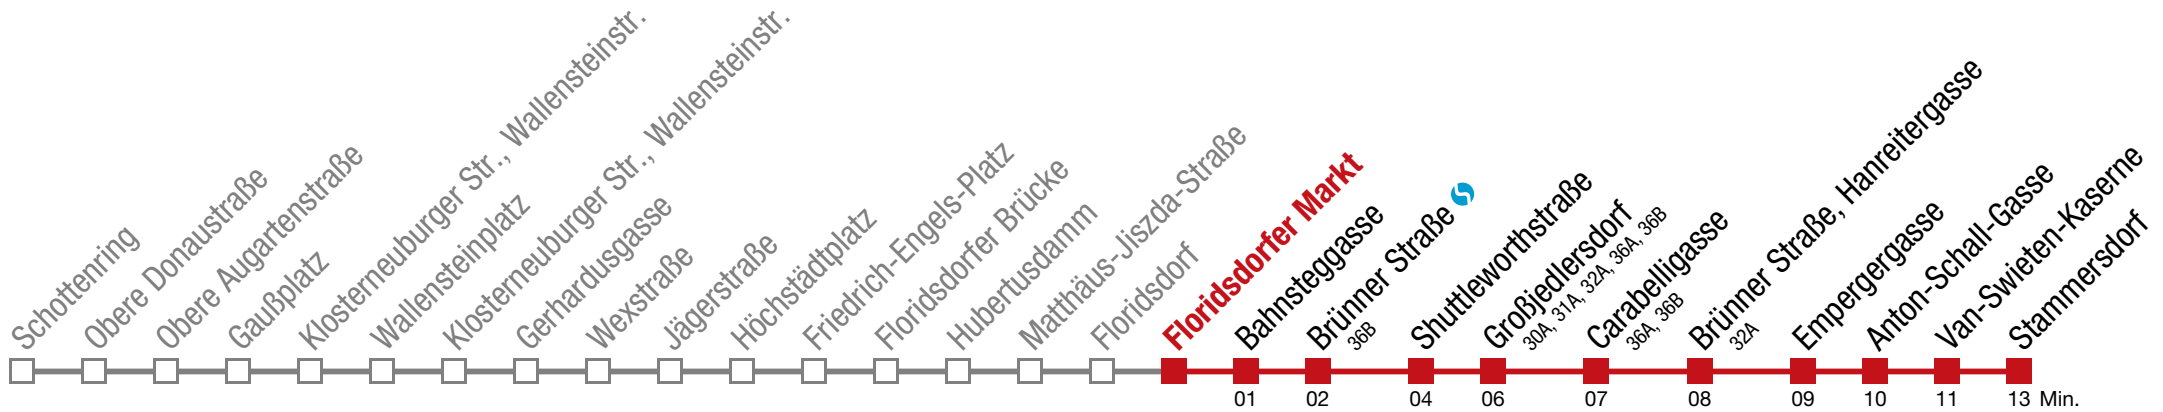 Schottenring
Obere Donaustraße
Obere Augartenstraße
Gaußplatz
Klosterneuburger Str., Wallensteinstr.
Wallensteinplatz
Klosterneuburger Str., Wallensteinstr.
Gerhardusgasse
Wexstraße
Jägerstraße
Höchstädtplatz
Friedrich-Engels-Platz
Floridsdorfer Brücke
Hubertusdamm
Matthäus-Jiszda-Straße
Floridsdorf
Floridsdorfer Markt
Bahnsteggasse
01
Brünner Straße
36B
02
Shuttleworthstraße
04
Großjedlersdorf
30A, 31A, 32A, 36A, 36B
06
Carabelligasse
36A, 36B
07
Brünner Straße, Hanreitergasse
32A
08
Empergergasse
09
Anton-Schall-Gasse
10
Van-Swieten-Kaserne
11
Stammersdorf
13 Min.